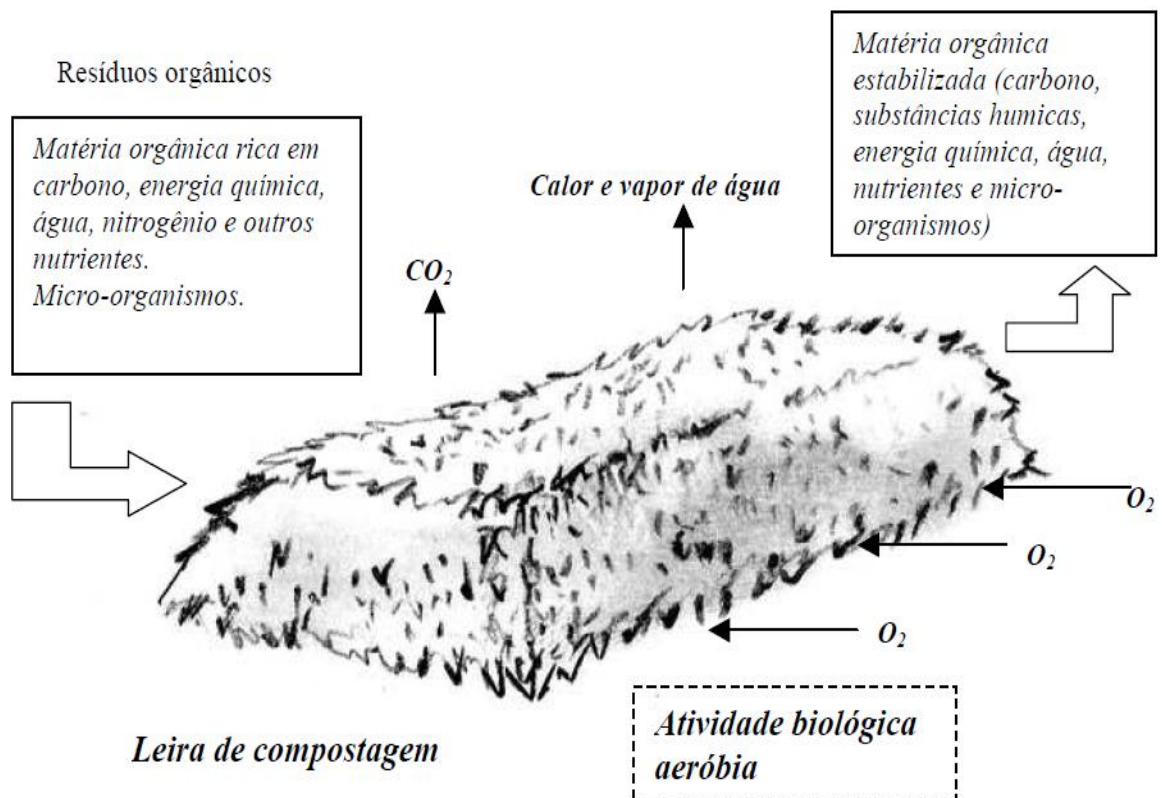 Resíduos orgânicos
Matéria orgânica rica em
carbono, energia química,
água, nitrogênio e outros
nutrientes.
Micro-organismos.
Matéria orgânica
estabilizada (carbono,
substâncias humicas,
energia química, água,
nutrientes e micro-
organismos)
Calor e vapor de água
CO₂
O₂
O₂
O₂
Leira de compostagem
Atividade biológica
aeróbia